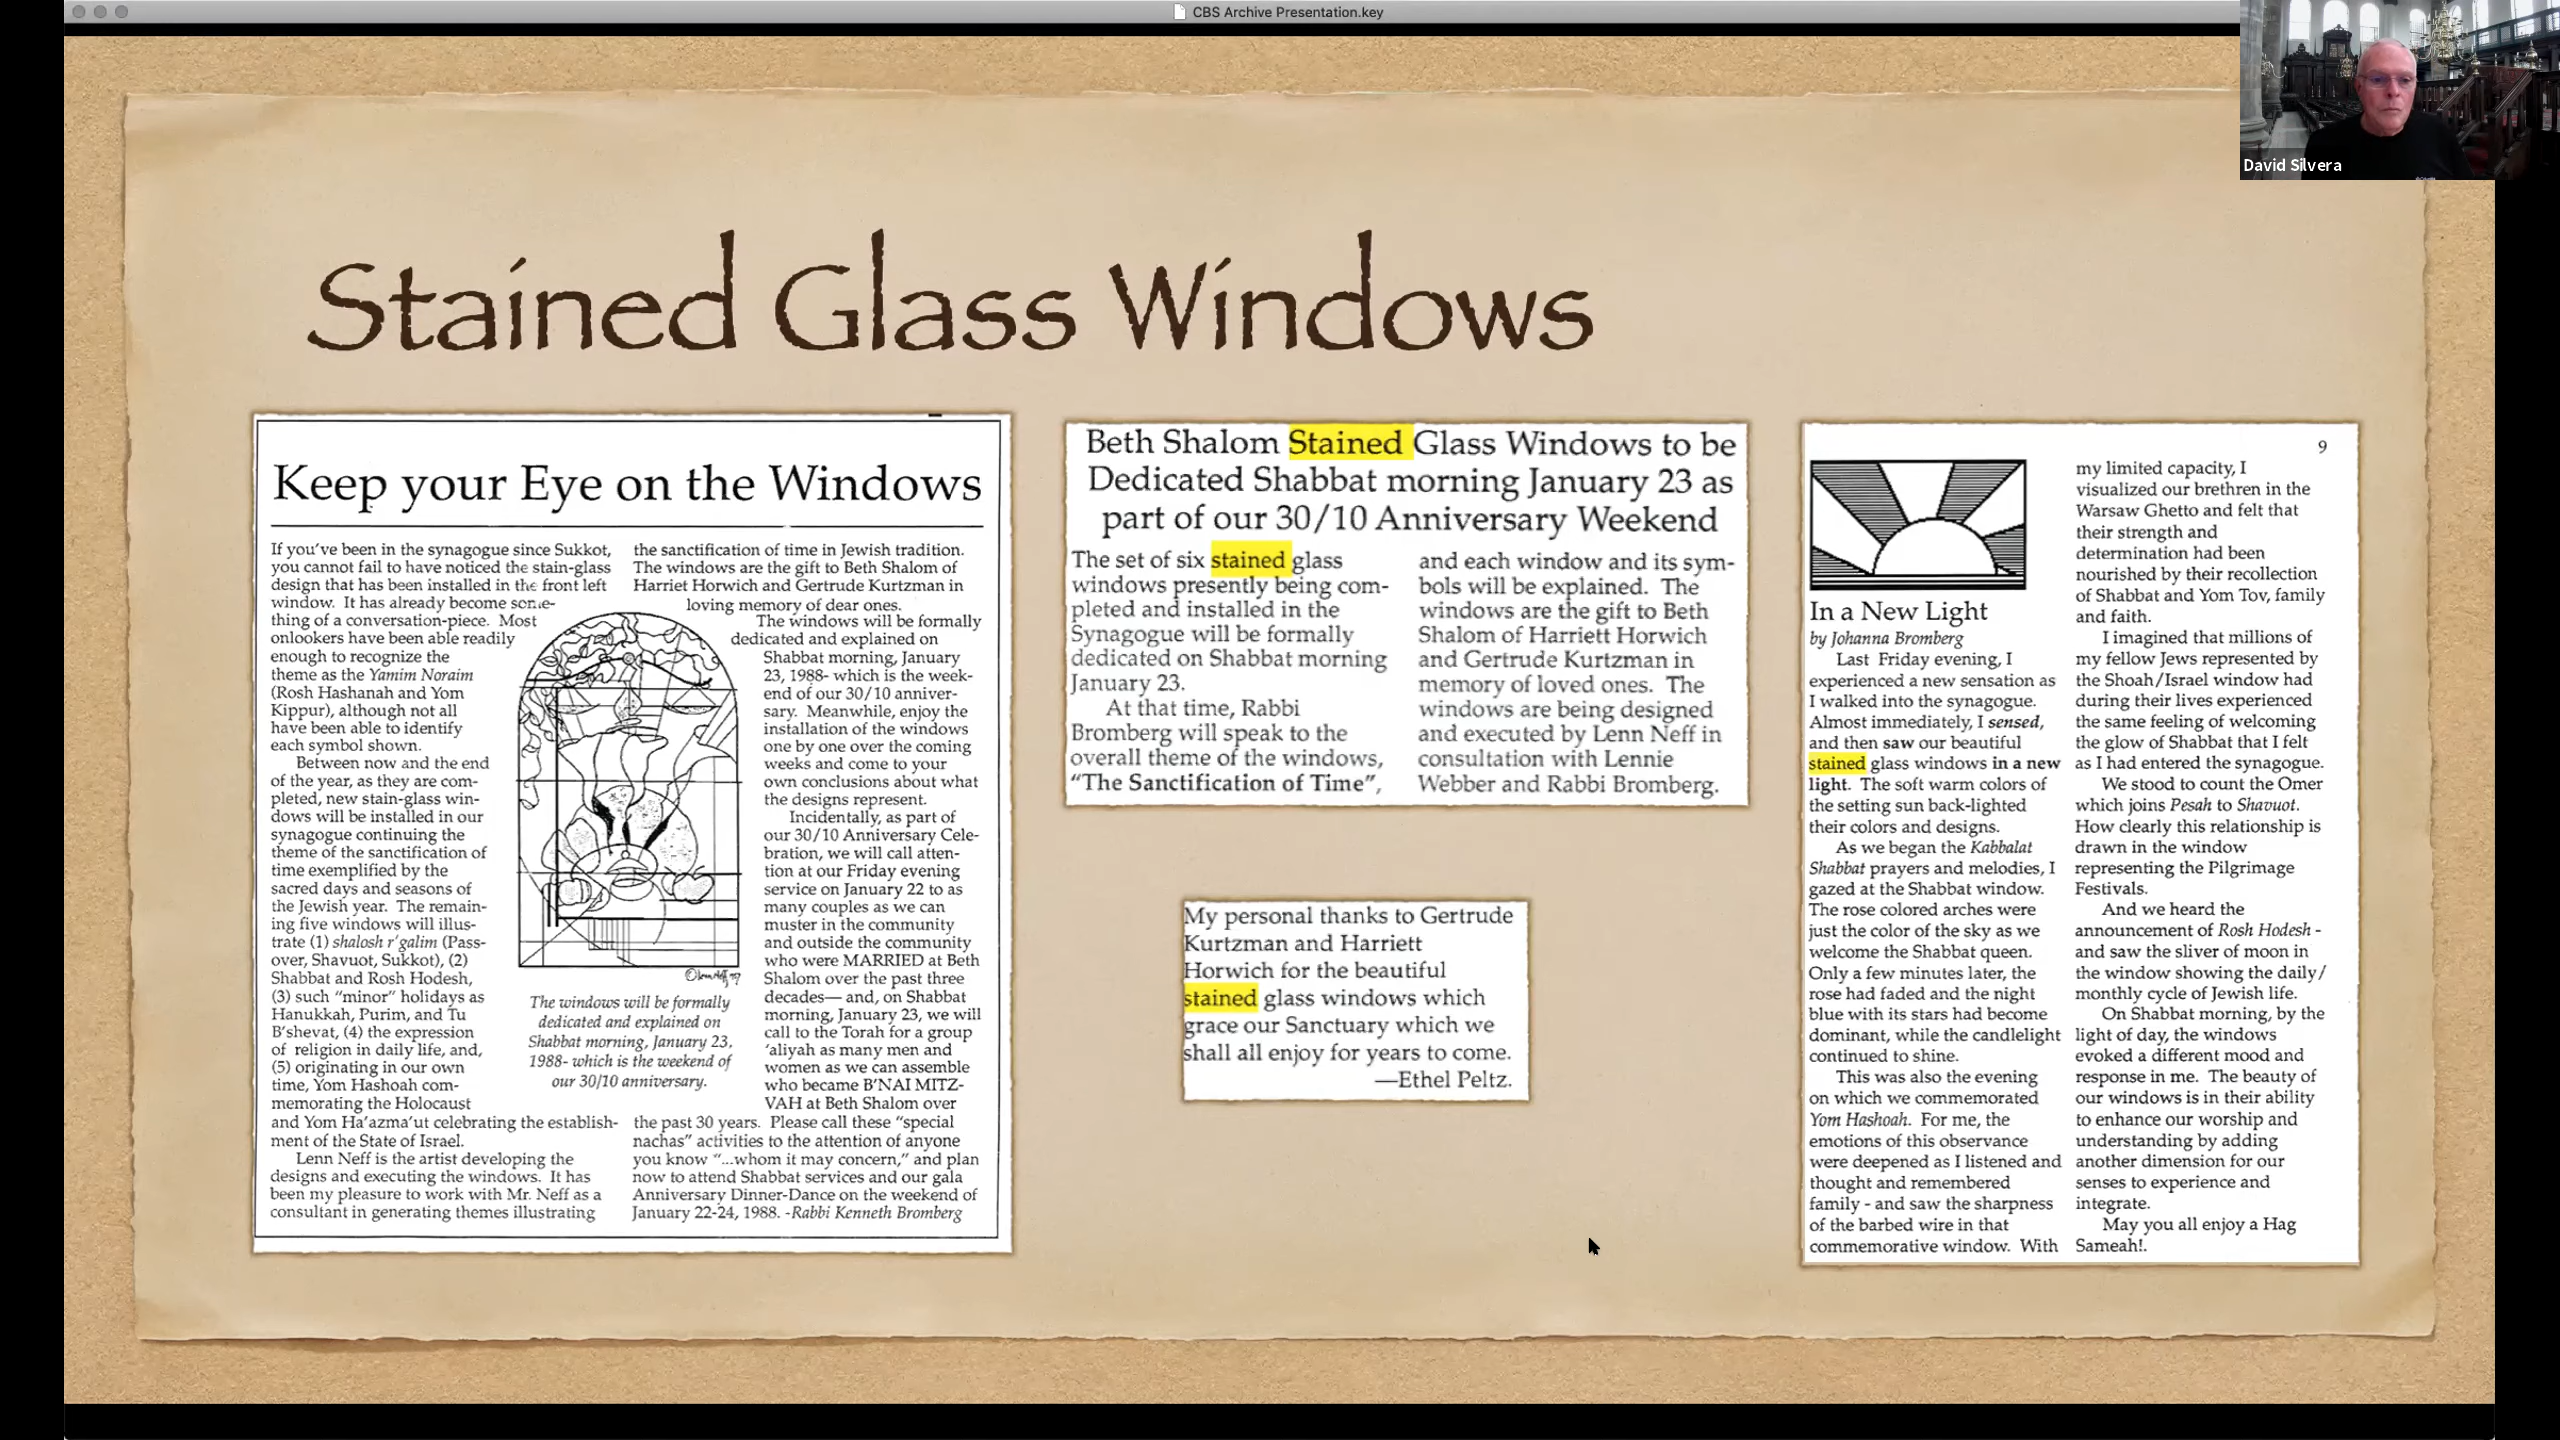 CBS Archive Presentation.key
David Silvera
Stained Glass Windows
Keep your Eye on the Windows
If you've been in the synagogue since Sukkot,
you cannot fail to have noticed the stain-glass
design that has been installed in the front left
window. It has already become some-
thing of a conversation-piece. Most
onlookers have been able readily
enough to recognize the
theme as the Yamim Noraim
(Rosh Hashanah and Yom
Kippur), although not all
have been able to identify
each symbol shown.
Between now and the end
of the year, as they are com-
pleted, new stain-glass win-
dows will be installed in our
synagogue continuing the
theme of the sanctification of
time exemplified by the
sacred days and seasons of
the Jewish year. The remain-
ing five windows will illus-
trate (1) shalosh r'galim (Pass-
over, Shavuot, Sukkot), (2)
Shabbat and Rosh Hodesh,
(3) such "minor" holidays as
Hanukkah, Purim, and Tu
B'shevat, (4) the expression
of religion in daily life, and,
(5) originating in our own
time, Yom Hashoah com-
memorating the Holocaust
and Yom Ha'azma'ut celebrating the establish-
ment of the State of Israel.
Lenn Neff is the artist developing the
designs and executing the windows. It has
been my pleasure to work with Mr. Neff as a
consultant in generating themes illustrating
the sanctification of time in Jewish tradition.
The windows are the gift to Beth Shalom of
Harriet Horwich and Gertrude Kurtzman in
loving memory of dear ones.
The windows will be formally
dedicated and explained on
Shabbat morning, January
23, 1988- which is the week-
end of our 30/10 anniver-
sary. Meanwhile, enjoy the
installation of the windows
one by one over the coming
weeks and come to your
own conclusions about what
the designs represent.
Incidentally, as part of
our 30/10 Anniversary Cele-
bration, we will call atten-
tion at our Friday evening
service on January 22 to as
many couples as we can
muster in the community
and outside the community
who were MARRIED at Beth
Shalom over the past three
decades— and, on Shabbat
morning, January 23, we will
call to the Torah for a group
'aliyah as many men and
women as we can assemble
who became B'NAI MITZ-
VAH at Beth Shalom over
the past 30 years. Please call these "special
nachas" activities to the attention of anyone
you know "...whom it may concern," and plan
now to attend Shabbat services and our gala
Anniversary Dinner-Dance on the weekend of
January 22-24, 1988. -Rabbi Kenneth Bromberg
©Lenn Neff '87
The windows will be formally
dedicated and explained on
Shabbat morning, January 23,
1988- which is the weekend of
our 30/10 anniversary.
Beth Shalom Stained Glass Windows to be
Dedicated Shabbat morning January 23 as
part of our 30/10 Anniversary Weekend
The set of six stained glass
windows presently being com-
pleted and installed in the
Synagogue will be formally
dedicated on Shabbat morning
January 23.
At that time, Rabbi
Bromberg will speak to the
overall theme of the windows,
"The Sanctification of Time",
and each window and its sym-
bols will be explained. The
windows are the gift to Beth
Shalom of Harriett Horwich
and Gertrude Kurtzman in
memory of loved ones. The
windows are being designed
and executed by Lenn Neff in
consultation with Lennie
Webber and Rabbi Bromberg.
My personal thanks to Gertrude
Kurtzman and Harriett
Horwich for the beautiful
stained glass windows which
grace our Sanctuary which we
shall all enjoy for years to come.
—Ethel Peltz.
9
In a New Light
by Johanna Bromberg
Last Friday evening, I
experienced a new sensation as
I walked into the synagogue.
Almost immediately, I sensed,
and then saw our beautiful
stained glass windows in a new
light. The soft warm colors of
the setting sun back-lighted
their colors and designs.
As we began the Kabbalat
Shabbat prayers and melodies, I
gazed at the Shabbat window.
The rose colored arches were
just the color of the sky as we
welcome the Shabbat queen.
Only a few minutes later, the
rose had faded and the night
blue with its stars had become
dominant, while the candlelight
continued to shine.
This was also the evening
on which we commemorated
Yom Hashoah. For me, the
emotions of this observance
were deepened as I listened and
thought and remembered
family - and saw the sharpness
of the barbed wire in that
commemorative window. With
my limited capacity, I
visualized our brethren in the
Warsaw Ghetto and felt that
their strength and
determination had been
nourished by their recollection
of Shabbat and Yom Tov, family
and faith.
I imagined that millions of
my fellow Jews represented by
the Shoah/Israel window had
during their lives experienced
the same feeling of welcoming
the glow of Shabbat that I felt
as I had entered the synagogue.
We stood to count the Omer
which joins Pesah to Shavuot.
How clearly this relationship is
drawn in the window
representing the Pilgrimage
Festivals.
And we heard the
announcement of Rosh Hodesh -
and saw the sliver of moon in
the window showing the daily/
monthly cycle of Jewish life.
On Shabbat morning, by the
light of day, the windows
evoked a different mood and
response in me. The beauty of
our windows is in their ability
to enhance our worship and
understanding by adding
another dimension for our
senses to experience and
integrate.
May you all enjoy a Hag
Sameah!.